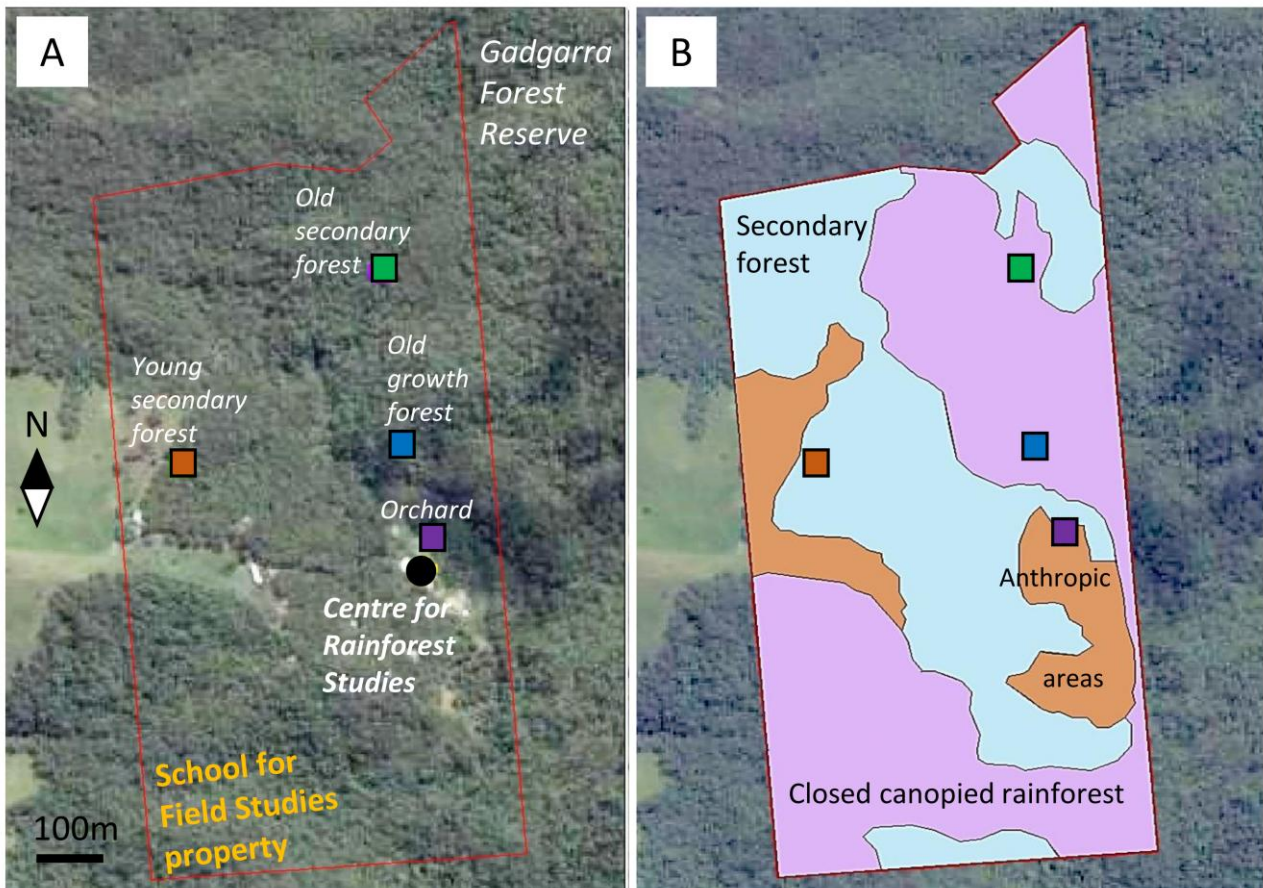 A
Gadgarra
Forest
Reserve
Old
secondary
forest
Young
secondary
forest
Old
growth
forest
N
Orchard
Centre for
Rainforest
Studies
School for
Field Studies
property
100m
B
Secondary
forest
Anthropic
areas
Closed canopied rainforest